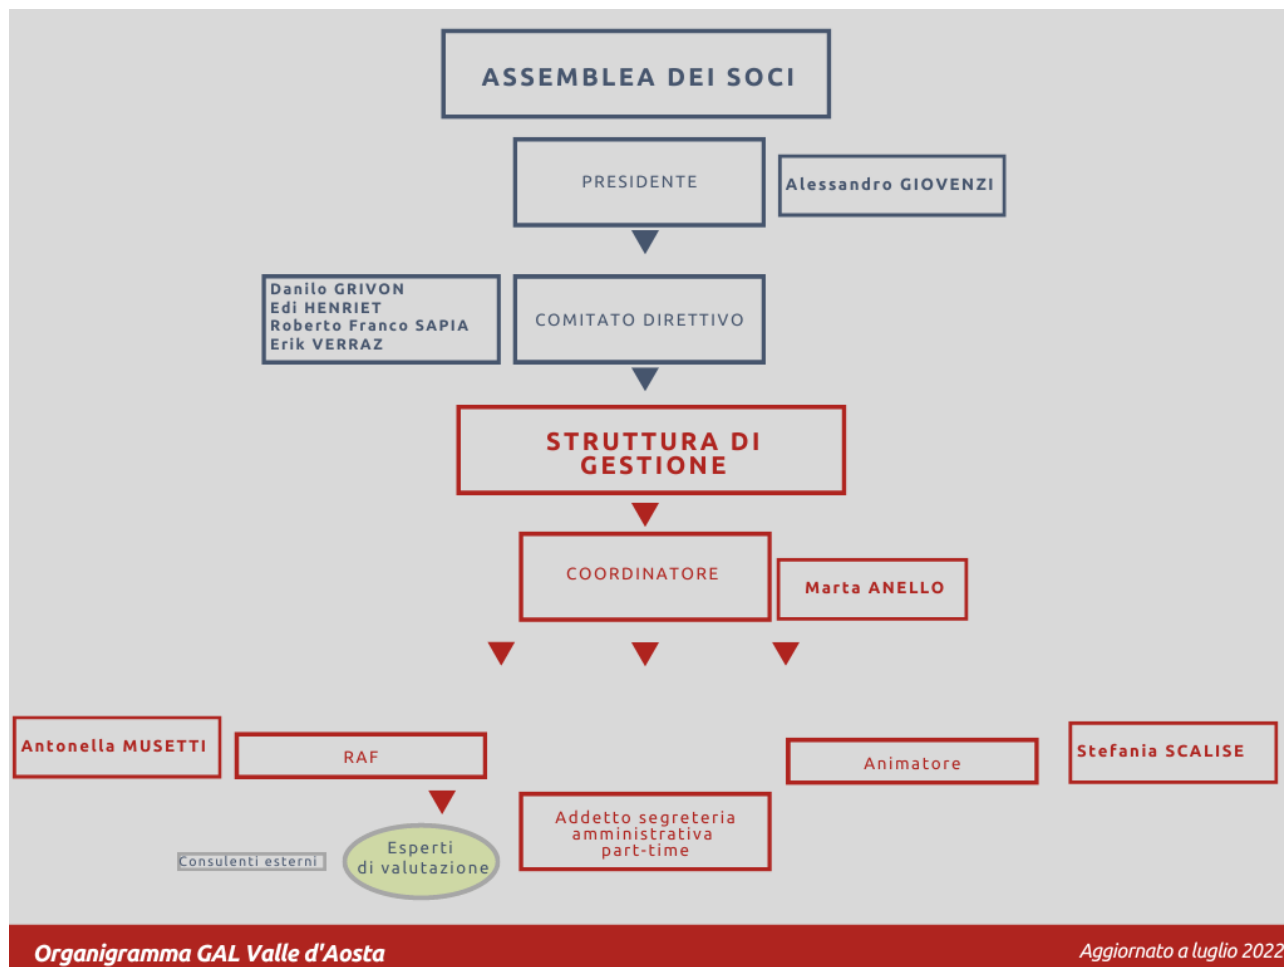 ASSEMBLEA DEI SOCI
PRESIDENTE
Alessandro GIOVENZI
Danilo GRIVON
Edi HENRIET
Roberto Franco SAPIA
Erik VERRAZ
COMITATO DIRETTIVO
STRUTTURA DI
GESTIONE
COORDINATORE
Marta ANELLO
Antonella MUSETTI
RAF
Animatore
Stefania SCALISE
Addetto segreteria
amministrativa
part-time
Consulenti esterni
Esperti
di valutazione
Organigramma GAL Valle d'Aosta
Aggiornato a luglio 2022